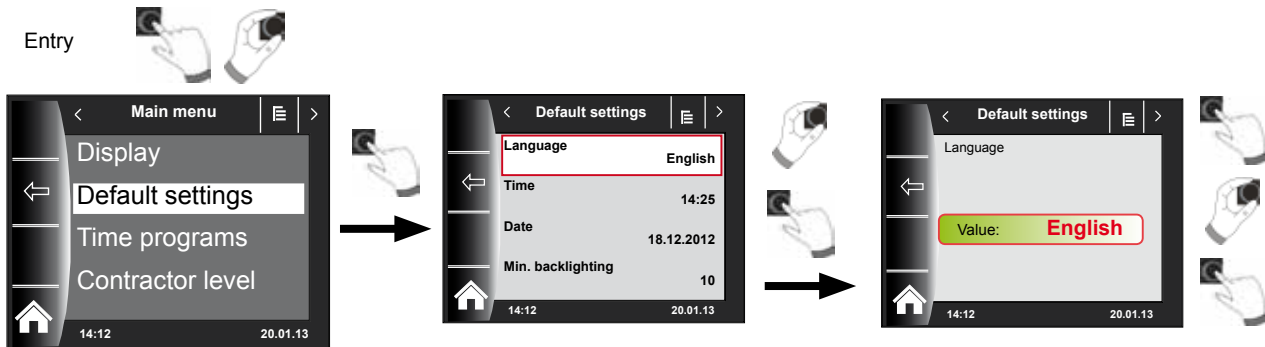 Entry
< Main menu >
Display
Default settings
Time programs
Contractor level
14:12 20.01.13
< Default settings >
Language
English
Time
14:25
Date
18.12.2012
Min. backlighting
10
14:12 20.01.13
< Default settings >
Language
Value: English
14:12 20.01.13